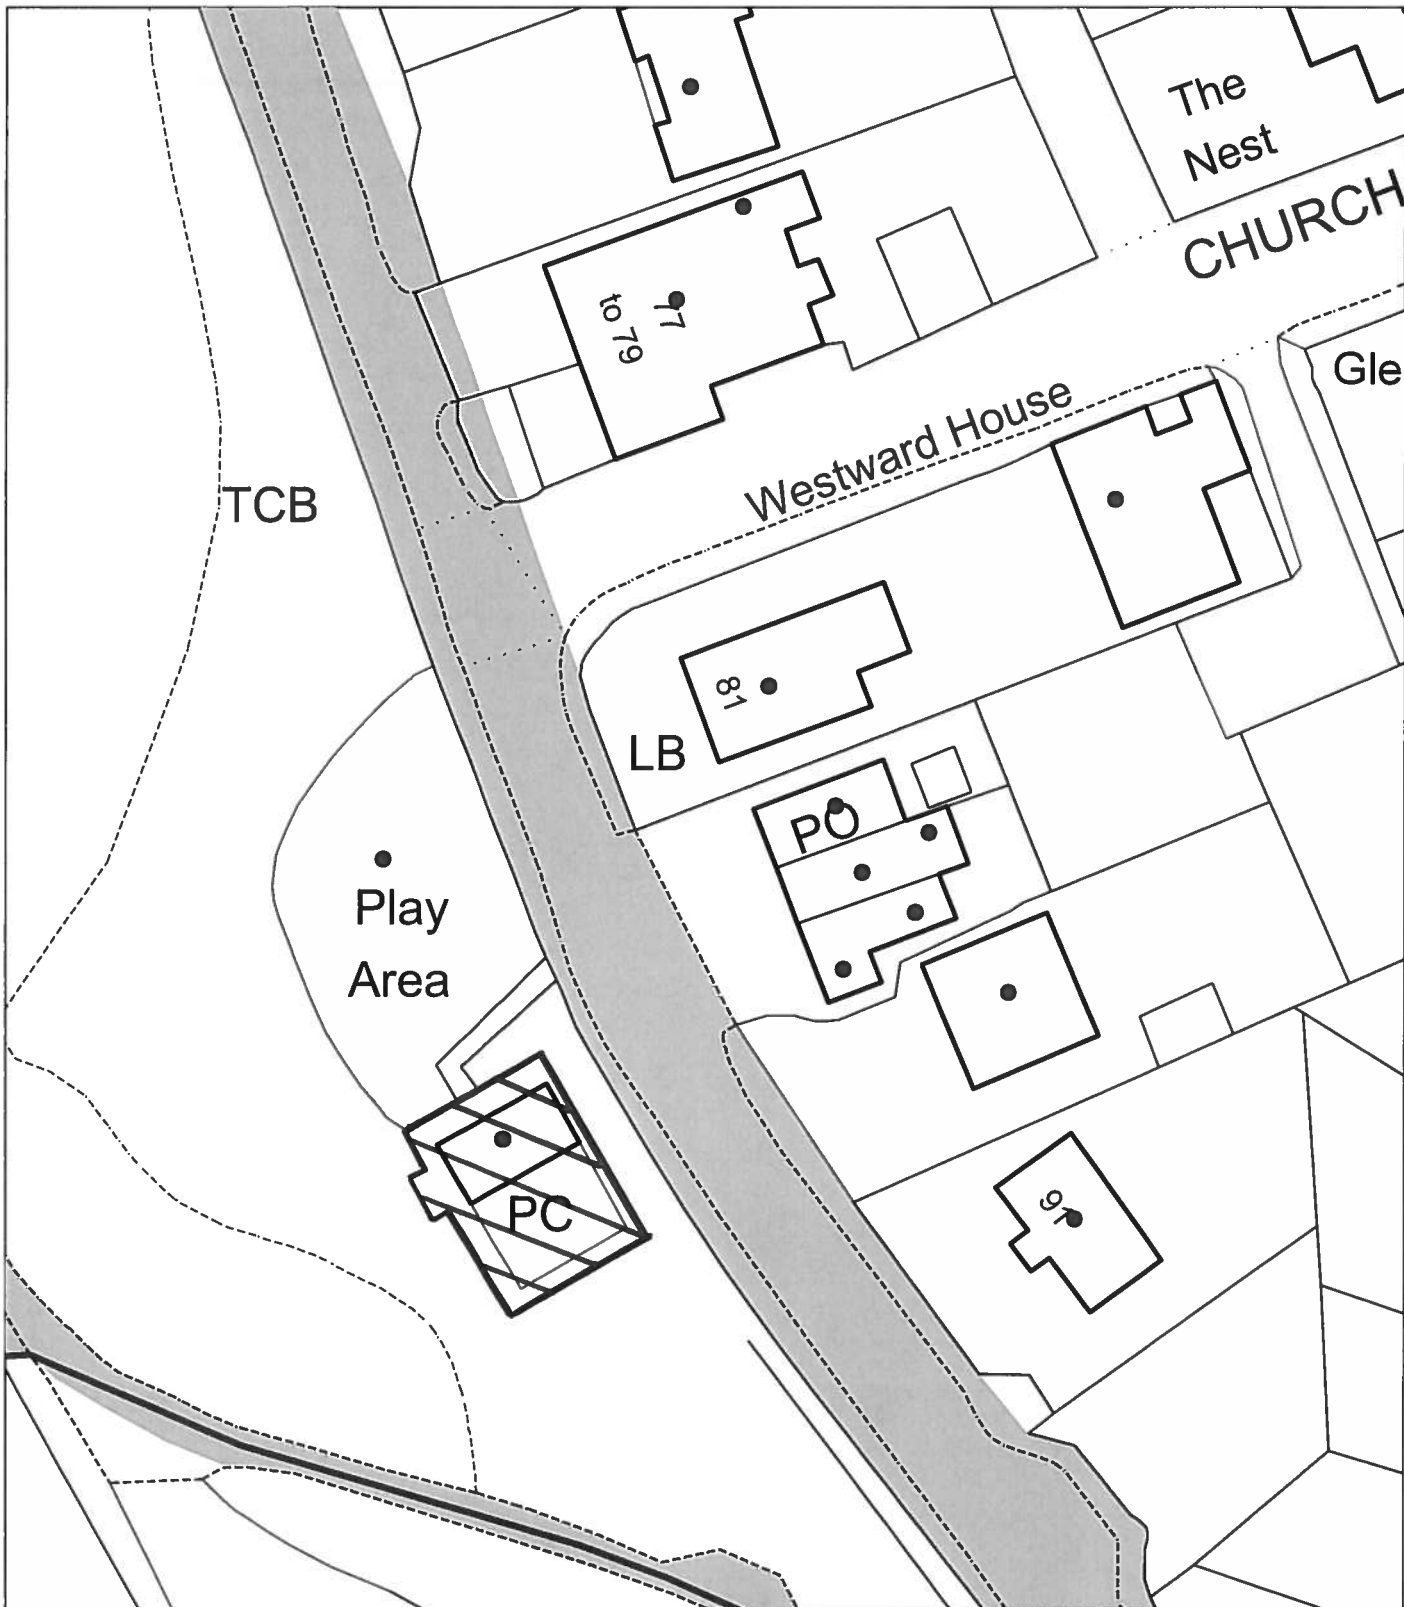 The
Nest
CHURCH
77
to 79
Gle
Westward House
TCB
81
LB
PO
Play
Area
PC
91